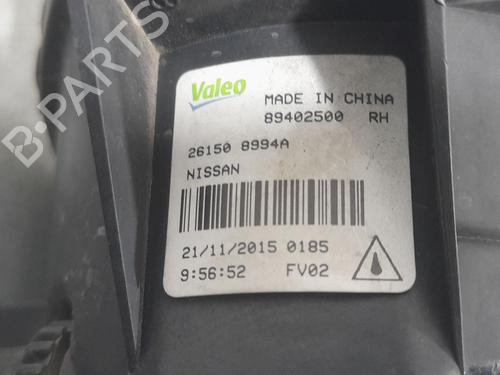 Valeo
MADE IN CHINA
89402500 RH
26150 8994A
NISSAN
21/11/2015 0185
9:56:52 FV02
B-PARTS